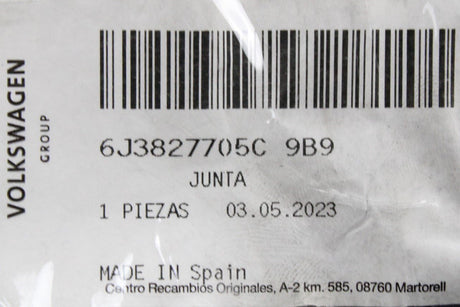 VOLKSWAGEN
GROUP
6J3827705C 9B9
JUNTA
1 PIEZAS 03.05.2023
MADE IN Spain
Centro Recambios Originales, A-2 km. 585, 08760 Martorell